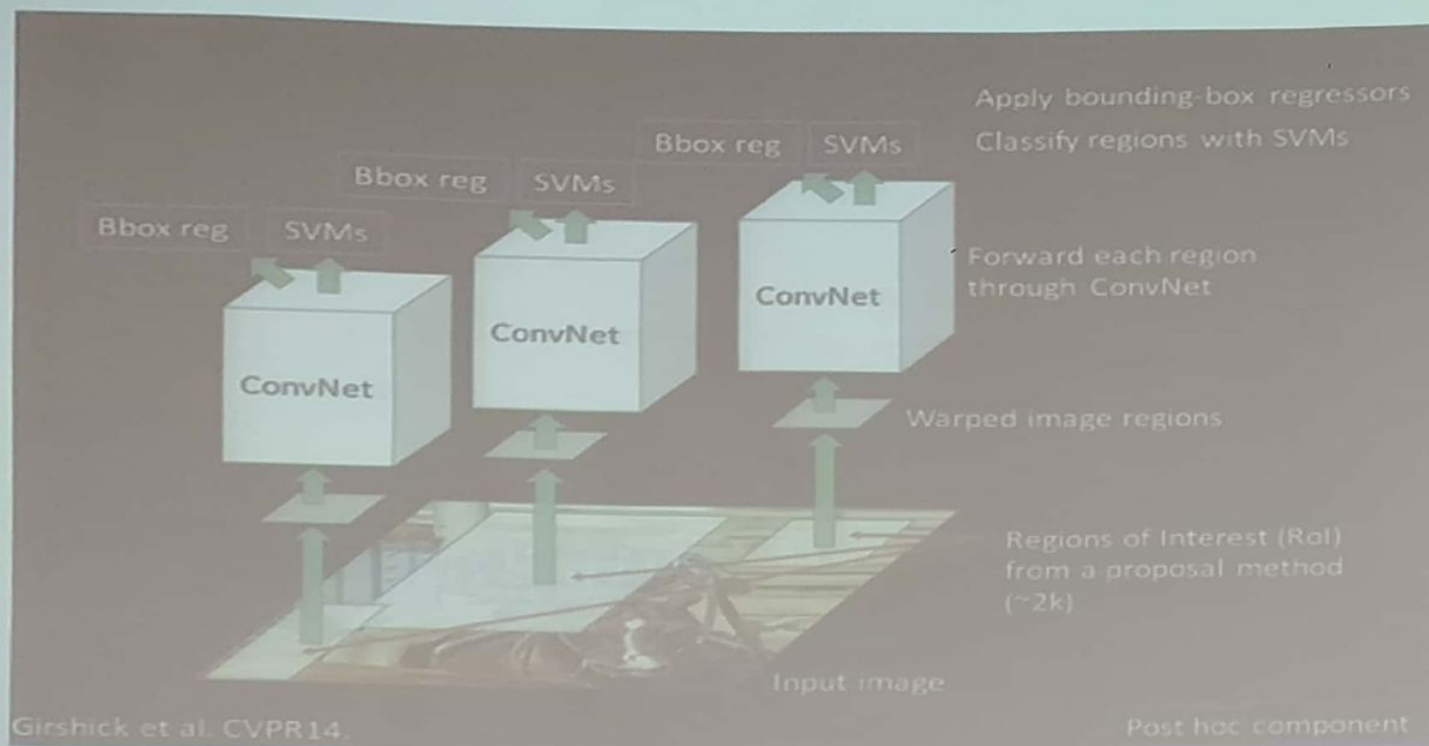 Apply bounding-box regressors
Bbox reg SVMs
Classify regions with SVMs
Bbox reg SVMs
Bbox reg SVMs
Forward each region
through ConvNet
ConvNet
ConvNet
ConvNet
Warped image regions
Regions of Interest (RoI)
from a proposal method
(~2k)
Input image
Girshick et al. CVPR14.
Post hoc component